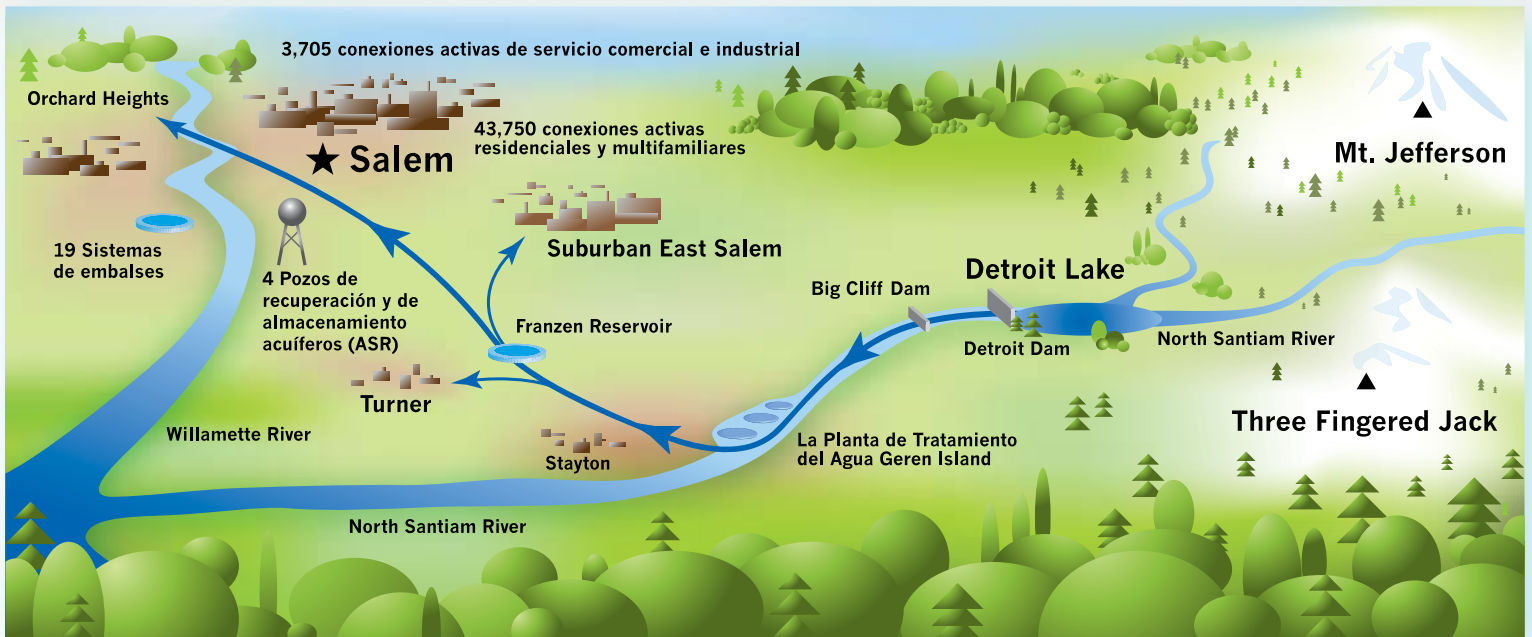 3,705 conexiones activas de servicio comercial e industrial
Orchard Heights
43,750 conexiones activas
residenciales y multifamiliares
Salem
Mt. Jefferson
19 Sistemas
de embalses
Suburban East Salem
4 Pozos de
recuperación y de
almacenamiento
acuíferos (ASR)
Detroit Lake
Big Cliff Dam
Franzen Reservoir
Detroit Dam
North Santiam River
Turner
Three Fingered Jack
Willamette River
La Planta de Tratamiento
del Agua Geren Island
Stayton
North Santiam River